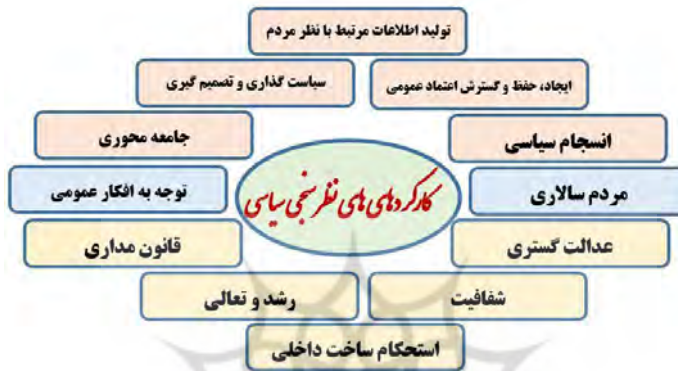 تولید اطلاعات مرتبط با نظر مردم
ایجاد، حفظ و گسترش اعتماد عمومی
سیاست گذاری و تصمیم گیری
انسجام سیاسی
جامعه محوری
کارکردهای های نظرسنجی سیاسی
مردم سالاری
توجه به افکار عمومی
عدالت گستری
قانون مداری
شفافیت
رشد و تعالی
استحکام ساخت داخلی